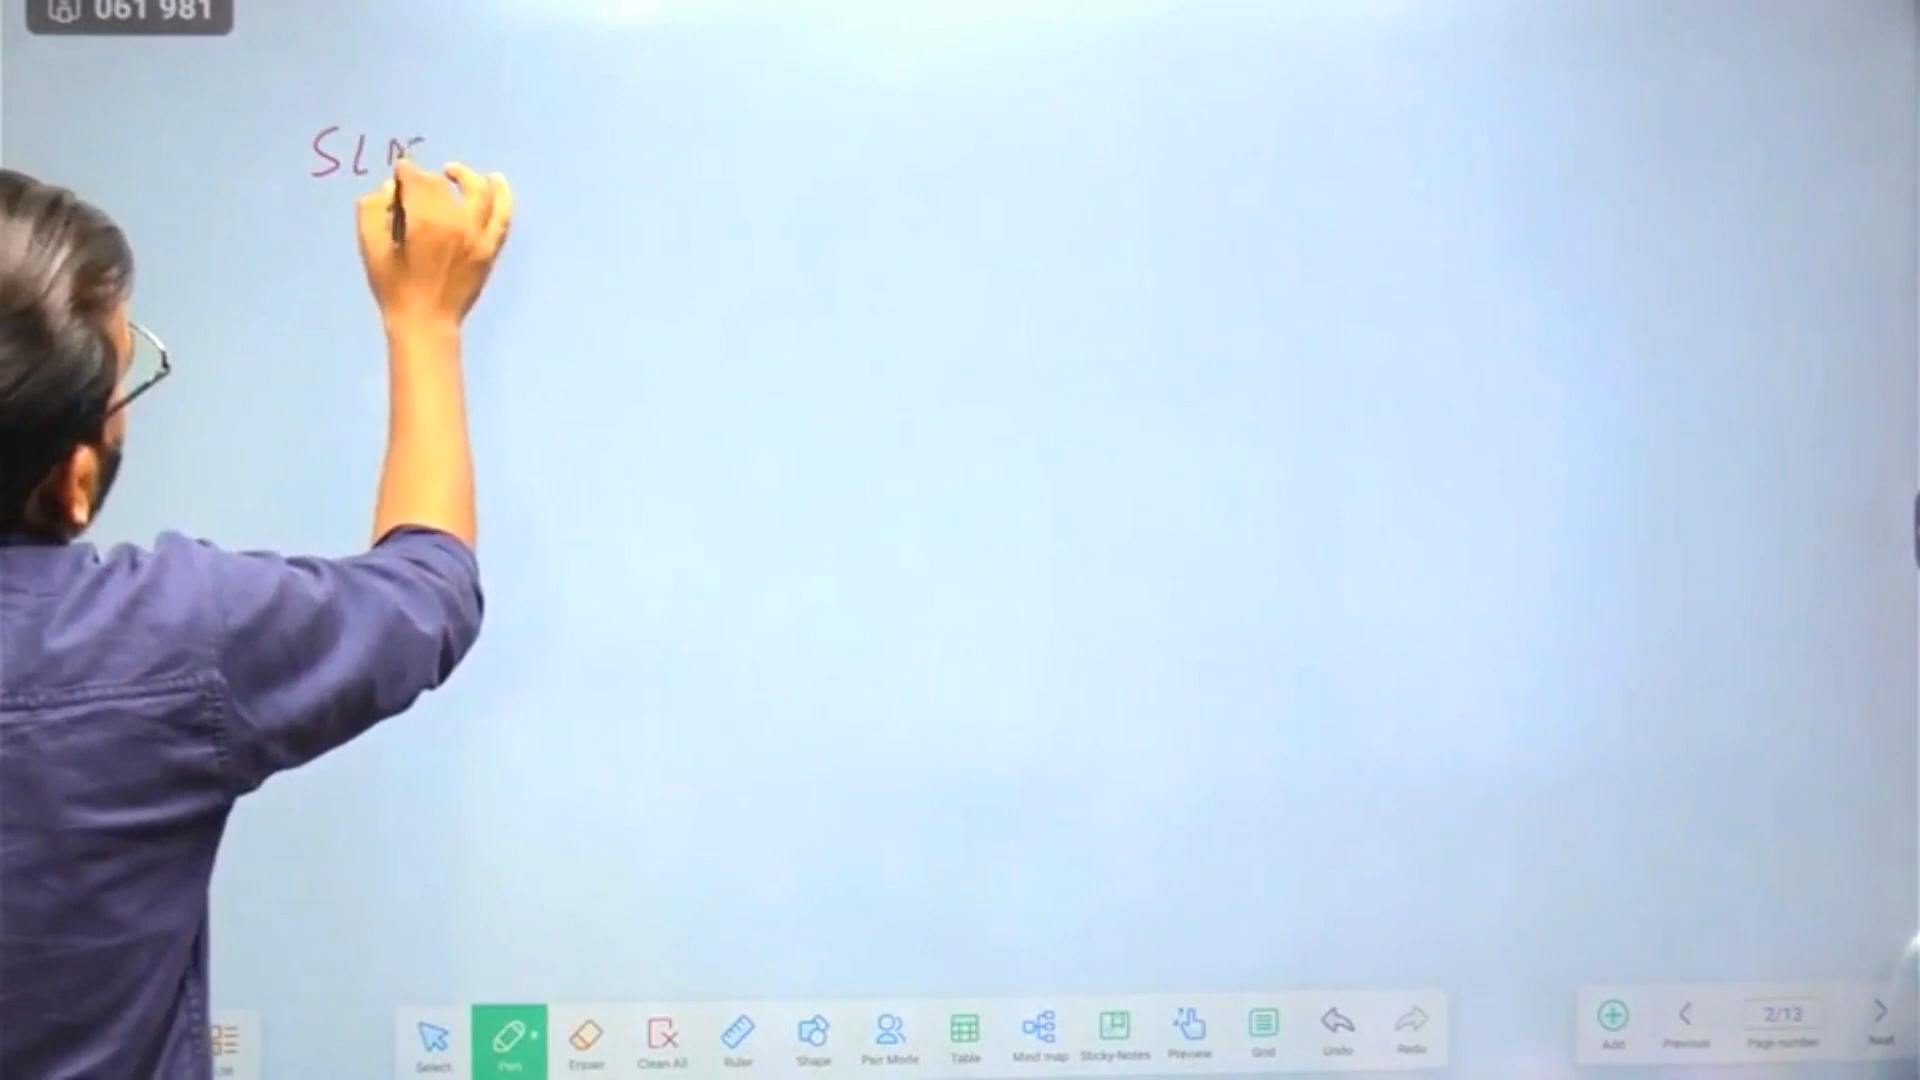 061 981
SL
Select
Pen
Eraser
Clean All
Ruler
Shape
Pair Mode
Table
Mind map
Sticky-Notes
Preview
Grid
Undo
Redo
Add
Previous
2/13
Page number
Next